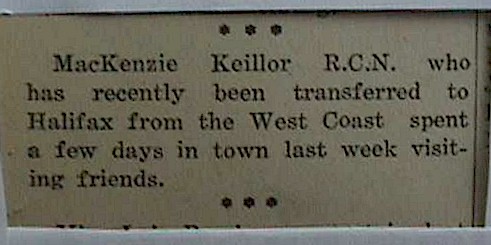 * * *
MacKenzie Keillor R.C.N. who
has recently been transferred to
Halifax from the West Coast spent
a few days in town last week visit-
ing friends.
* * *